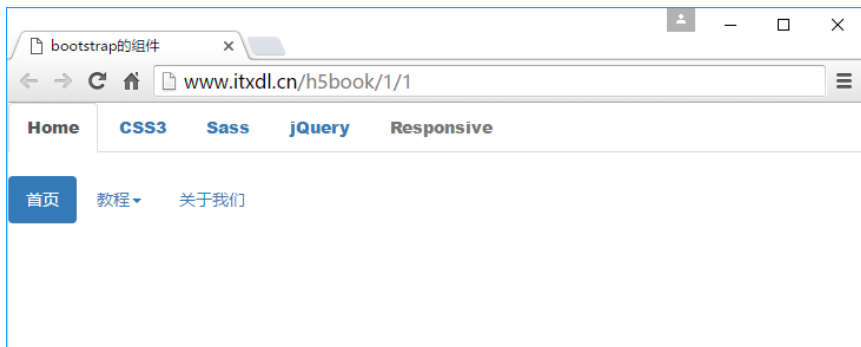 bootstrap的组件
www.itxdl.cn/h5book/1/1
Home CSS3 Sass jQuery Responsive
首页 教程 关于我们